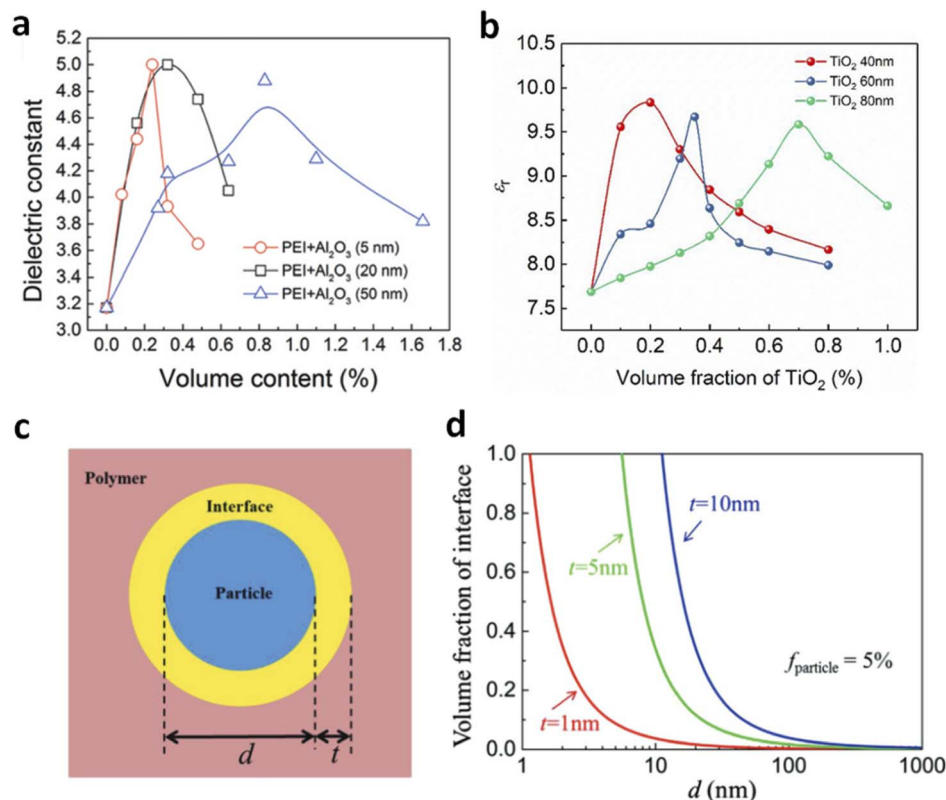 a
5.2
5.0
4.8
4.6
4.4
4.2
4.0
3.8
3.6
3.4
3.2
3.0
Dielectric constant
PEI+Al₂O₃ (5 nm)
PEI+Al₂O₃ (20 nm)
PEI+Al₂O₃ (50 nm)
0.0 0.2 0.4 0.6 0.8 1.0 1.2 1.4 1.6 1.8
Volume content (%)
b
10.5
10.0
9.5
9.0
8.5
8.0
7.5
εr
TiO₂ 40nm
TiO₂ 60nm
TiO₂ 80nm
0.0 0.2 0.4 0.6 0.8 1.0
Volume fraction of TiO₂ (%)
c
Polymer
Interface
Particle
d
t
d
1.0
0.8
0.6
0.4
0.2
0.0
Volume fraction of interface
t=10nm
t=5nm
t=1nm
fparticle = 5%
1 10 100 1000
d (nm)